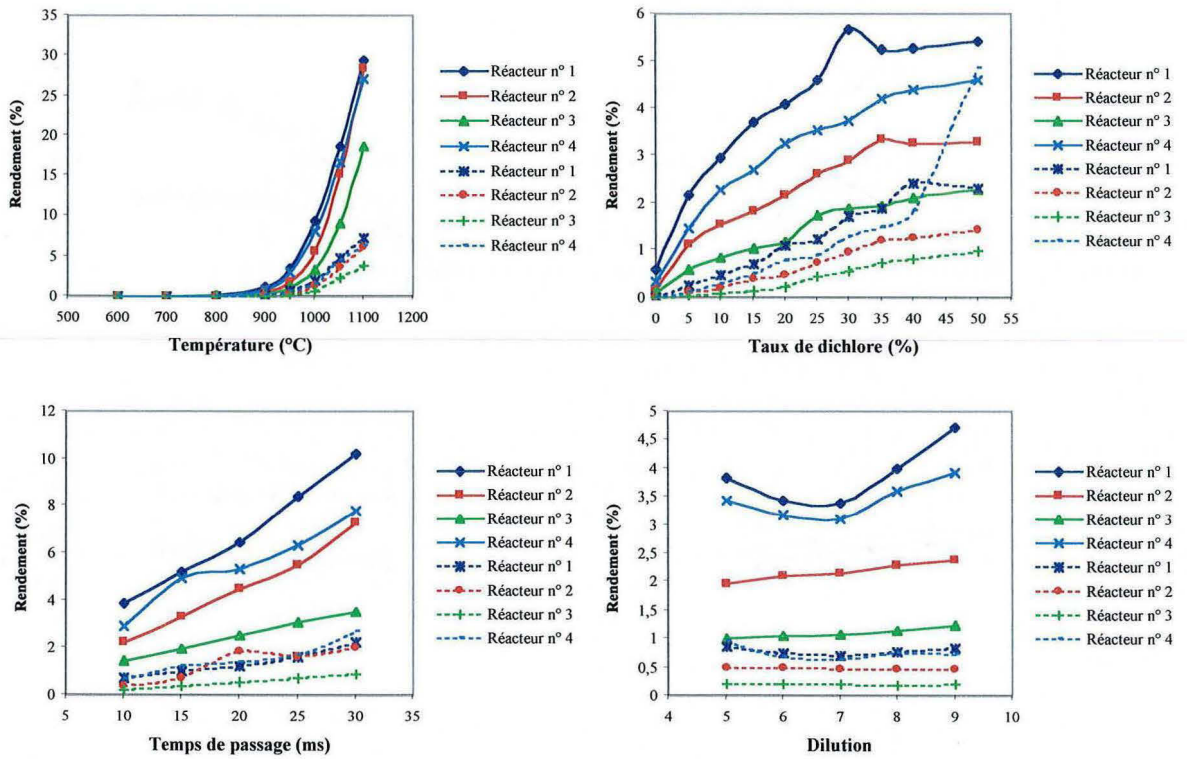 Rendement (%)
35
30
25
20
15
10
5
0
500 600 700 800 900 1000 1100 1200
Température (°C)
Réacteur n° 1
Réacteur n° 2
Réacteur n° 3
Réacteur n° 4
Réacteur n° 1
Réacteur n° 2
Réacteur n° 3
Réacteur n° 4
Rendement (%)
6
5
4
3
2
1
0
0 5 10 15 20 25 30 35 40 45 50 55
Taux de dichlore (%)
Réacteur n° 1
Réacteur n° 2
Réacteur n° 3
Réacteur n° 4
Réacteur n° 1
Réacteur n° 2
Réacteur n° 3
Réacteur n° 4
Rendement (%)
12
10
8
6
4
2
0
5 10 15 20 25 30 35
Temps de passage (ms)
Réacteur n° 1
Réacteur n° 2
Réacteur n° 3
Réacteur n° 4
Réacteur n° 1
Réacteur n° 2
Réacteur n° 3
Réacteur n° 4
Rendement (%)
5
4,5
4
3,5
3
2,5
2
1,5
1
0,5
0
4 5 6 7 8 9 10
Dilution
Réacteur n° 1
Réacteur n° 2
Réacteur n° 3
Réacteur n° 4
Réacteur n° 1
Réacteur n° 2
Réacteur n° 3
Réacteur n° 4